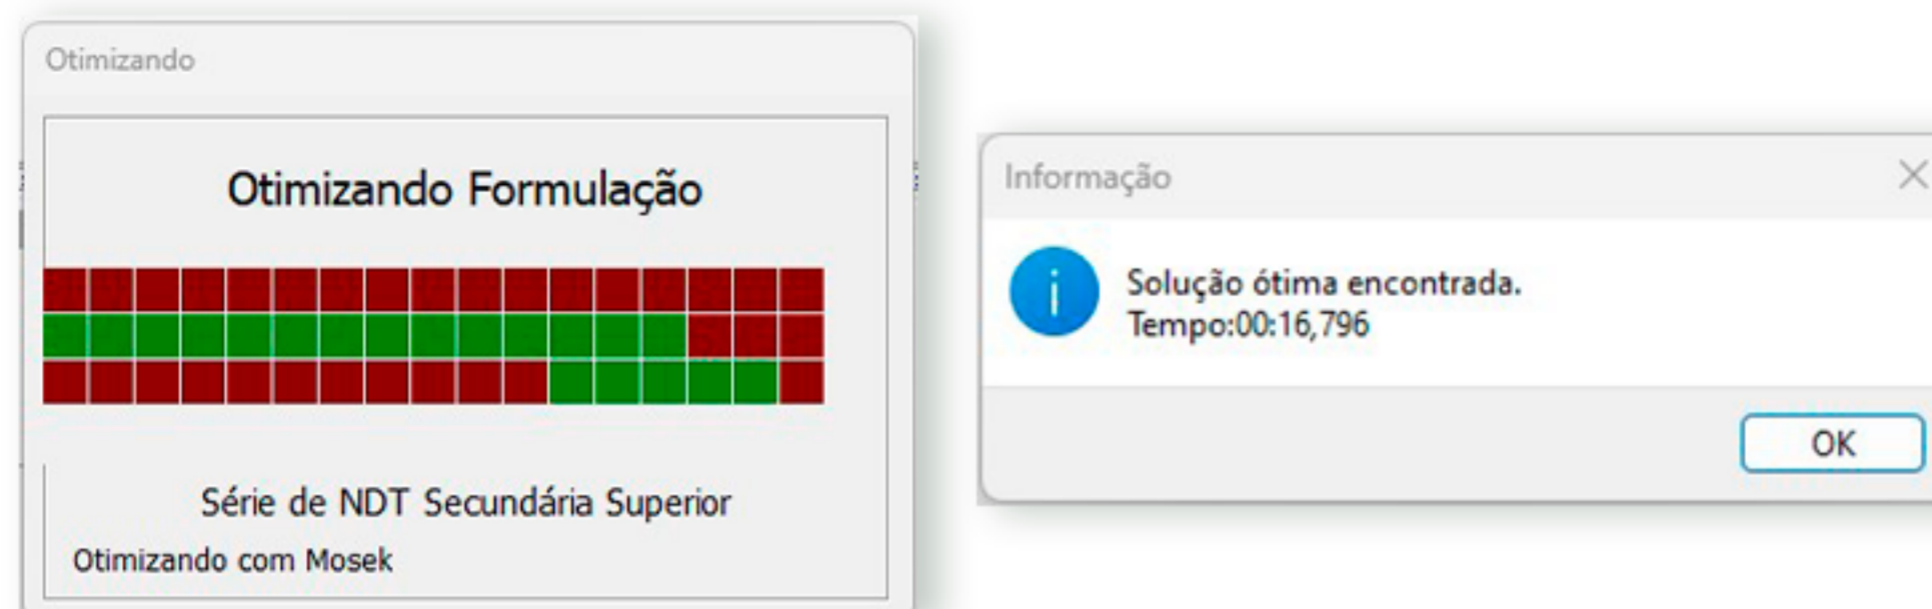 Otimizando
Otimizando Formulação
Série de NDT Secundária Superior
Otimizando com Mosek
Informação
Solução ótima encontrada.
Tempo:00:16,796
OK